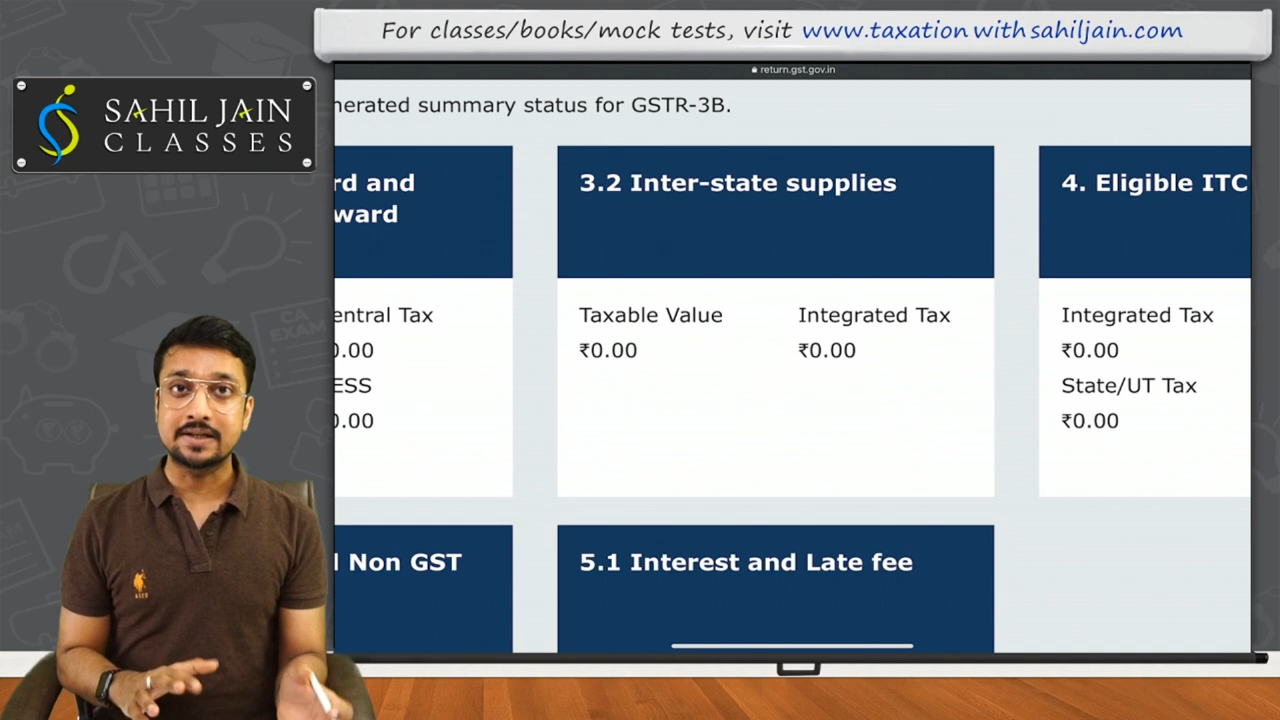 For classes/books/mock tests, visit www.taxationwithsahiljain.com
SAHIL JAIN
CLASSES
return.gst.gov.in
nerated summary status for GSTR-3B.
rd and
ward
3.2 Inter-state supplies
4. Eligible ITC
entral Tax
0.00
ESS
0.00
Taxable Value
₹0.00
Integrated Tax
₹0.00
Integrated Tax
₹0.00
State/UT Tax
₹0.00
l Non GST
5.1 Interest and Late fee
CA
EXAM